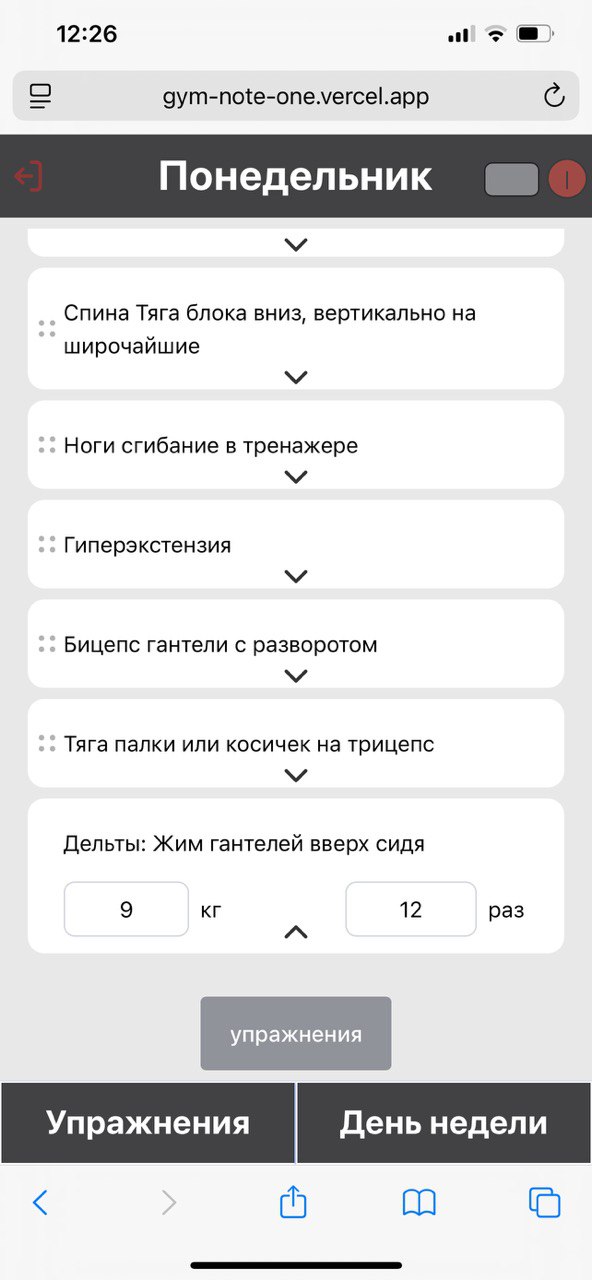 12:26
gym-note-one.vercel.app
Понедельник
Спина Тяга блока вниз, вертикально на
широчайшие
Ноги сгибание в тренажере
Гиперэкстензия
Бицепс гантели с разворотом
Тяга палки или косичек на трицепс
Дельты: Жим гантелей вверх сидя
9 кг 12 раз
упражнения
Упражнения День недели